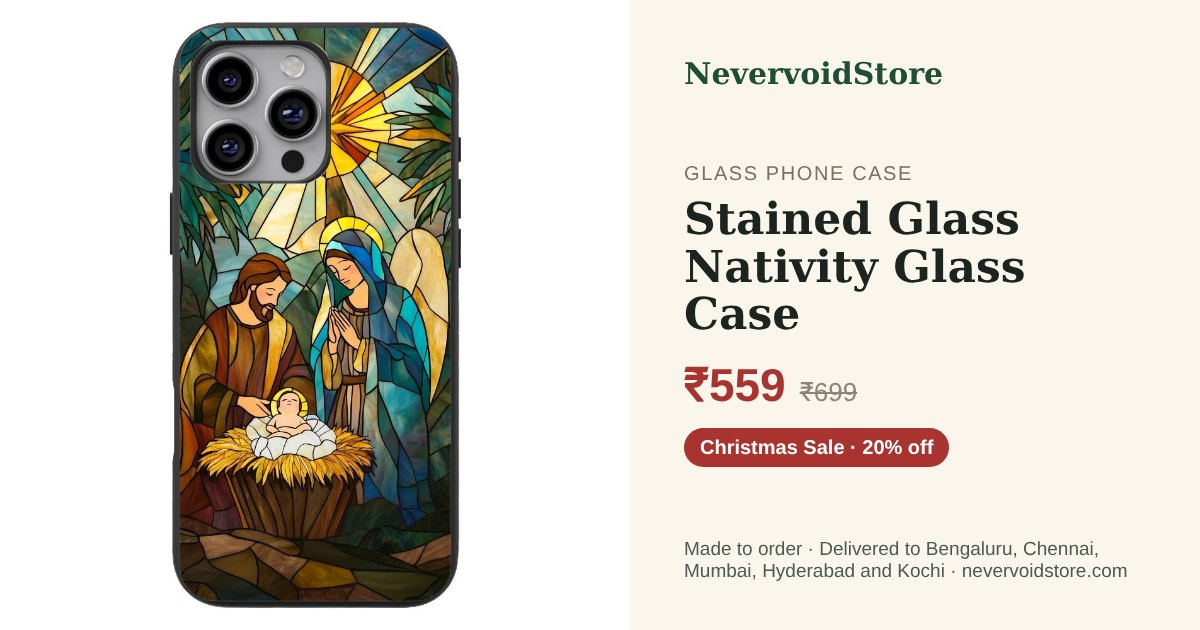 NevervoidStore
GLASS PHONE CASE
Stained Glass
Nativity Glass
Case
₹559 ₹699
Christmas Sale · 20% off
Made to order · Delivered to Bengaluru, Chennai,
Mumbai, Hyderabad and Kochi · nevervoidstore.com